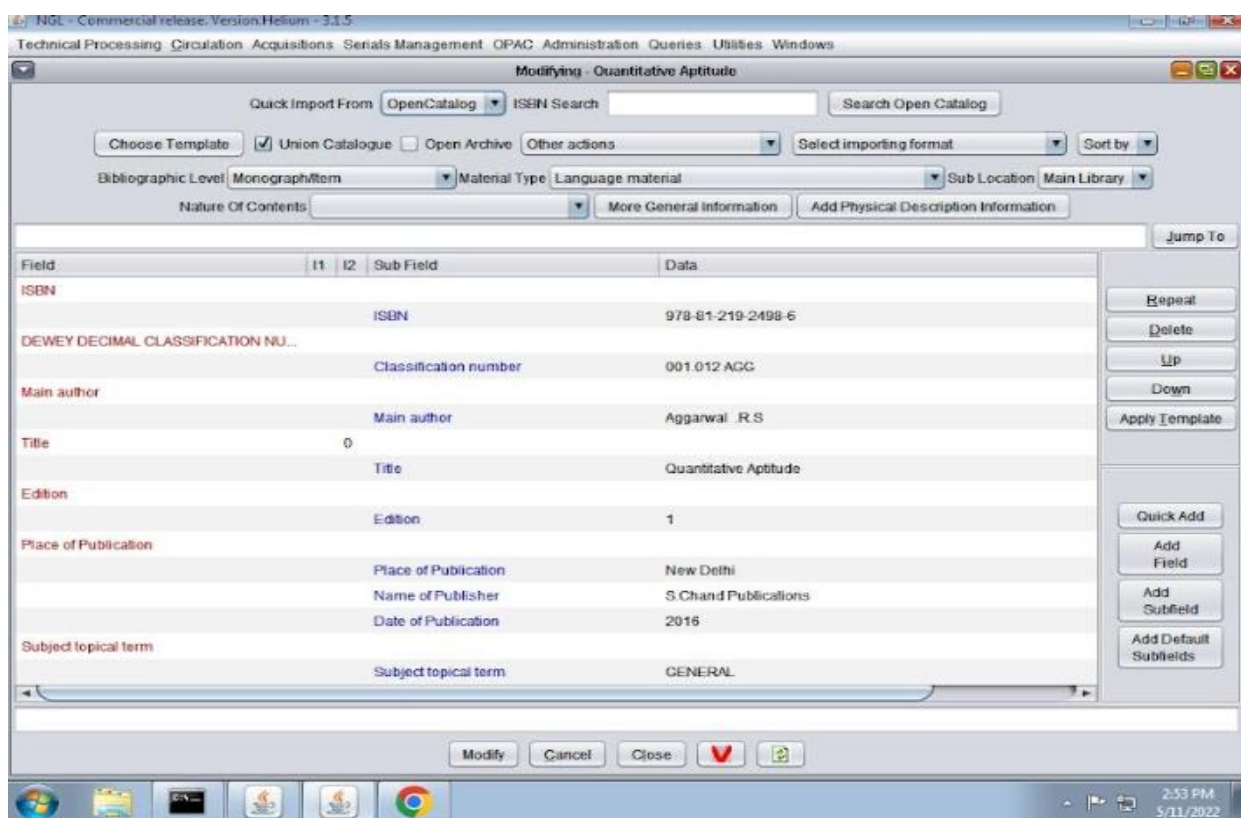 NGL - Commercial release. Version.Helium - 3.1.5
Technical Processing Circulation Acquisitions Serials Management OPAC Administration Queries Utilities Windows
Modifying - Quantitative Aptitude
Quick Import From OpenCatalog ISBN Search Search Open Catalog
Choose Template Union Catalogue Open Archive Other actions Select importing format Sort by
Bibliographic Level Monograph/Item Material Type Language material Sub Location Main Library
Nature Of Contents More General Information Add Physical Description Information
Jump To
Field I1 I2 Sub Field Data
ISBN
ISBN 978-81-219-2498-6
DEWEY DECIMAL CLASSIFICATION NU...
Classification number 001.012 AGG
Main author
Main author Aggarwal .R.S
Title 0
Title Quantitative Aptitude
Edition
Edition 1
Place of Publication
Place of Publication New Delhi
Name of Publisher S.Chand Publications
Date of Publication 2016
Subject topical term
Subject topical term GENERAL
Repeat
Delete
Up
Down
Apply Template
Quick Add
Add
Field
Add
Subfield
Add Default
Subfields
Modify Cancel Close
2:53 PM
5/11/2022